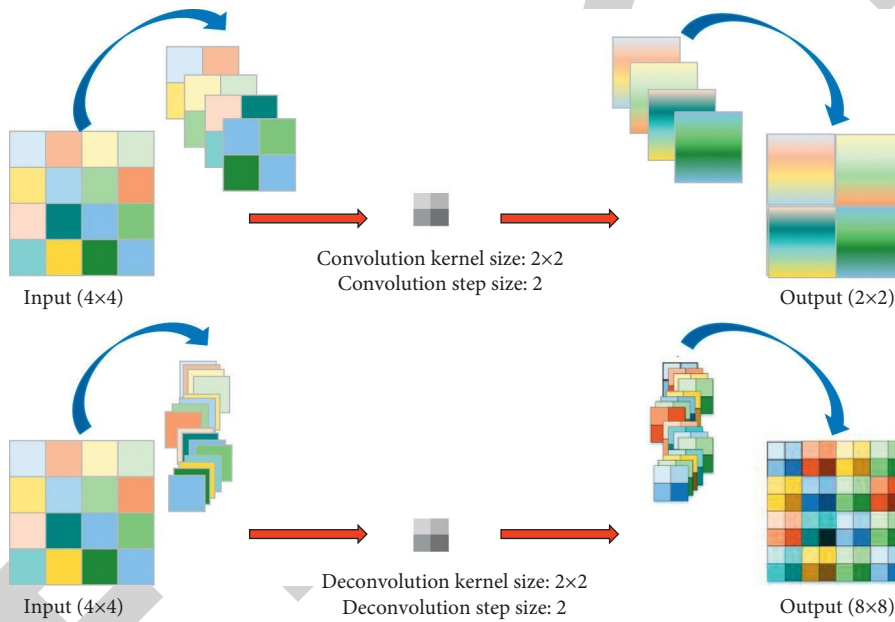 Input (4×4)
Convolution kernel size: 2×2
Convolution step size: 2
Output (2×2)
Input (4×4)
Deconvolution kernel size: 2×2
Deconvolution step size: 2
Output (8×8)